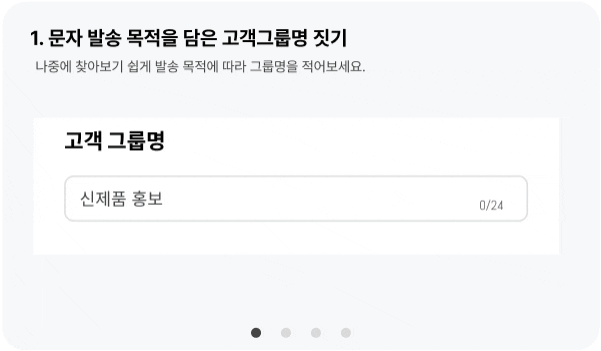 1. 문자 발송 목적을 담은 고객그룹명 짓기
나중에 찾아보기 쉽게 발송 목적에 따라 그룹명을 적어보세요.
고객 그룹명
신제품 홍보
0/24